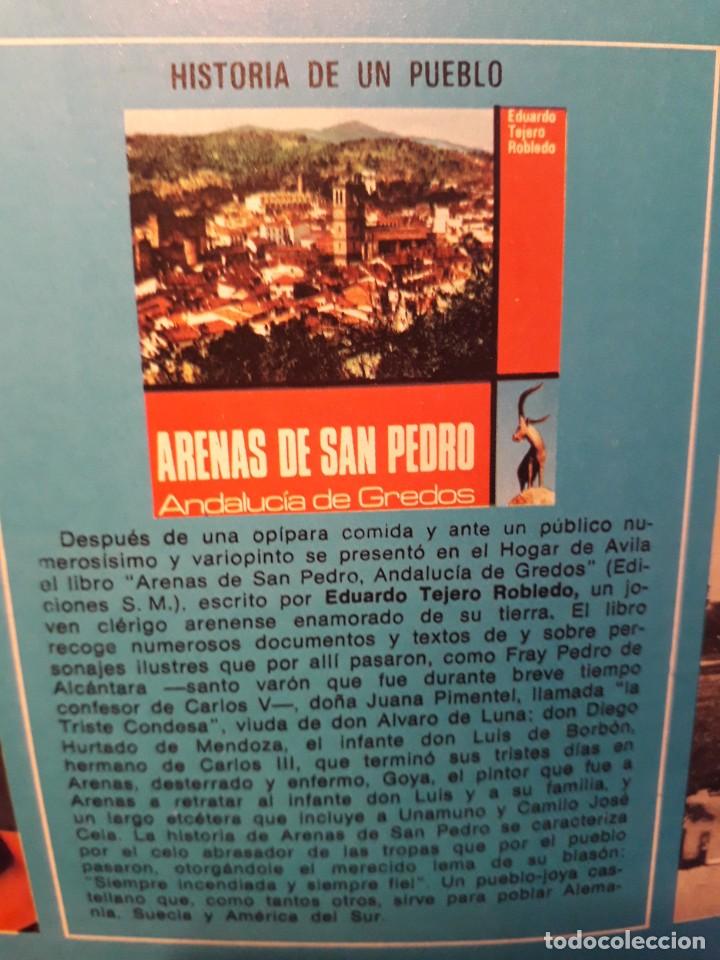 HISTORIA DE UN PUEBLO
Eduardo
Tejero
Robledo
ARENAS DE SAN PEDRO
Andalucía de Gredos
Después de una opípara comida y ante un público nu-
merosísimo y variopinto se presentó en el Hogar de Avila
el libro "Arenas de San Pedro, Andalucía de Gredos" (Edi-
ciones S. M.), escrito por Eduardo Tejero Robledo, un jo-
ven clérigo arenense enamorado de su tierra. El libro
recoge numerosos documentos y textos de y sobre per-
sonajes ilustres que por allí pasaron, como Fray Pedro de
Alcántara —santo varón que fue durante breve tiempo
confesor de Carlos V—, doña Juana Pimentel, llamada "la
Triste Condesa", viuda de don Alvaro de Luna; don Diego
Hurtado de Mendoza, el infante don Luis de Borbón,
hermano de Carlos III, que terminó sus tristes días en
Arenas, desterrado y enfermo, Goya, el pintor que fue a
Arenas a retratar al infante don Luis y a su familia, y
un largo etcétera que incluye a Unamuno y Camilo José
Cela. La historia de Arenas de San Pedro se caracteriza
por el celo abrasador de las tropas que por el pueblo
pasaron, otorgándole el merecido lema de su blasón:
"Siempre incendiada y siempre fiel". Un pueblo-joya cas-
tellano que, como tantos otros, sirve para poblar Alema-
nia, Suecia y América del Sur.
todocoleccion